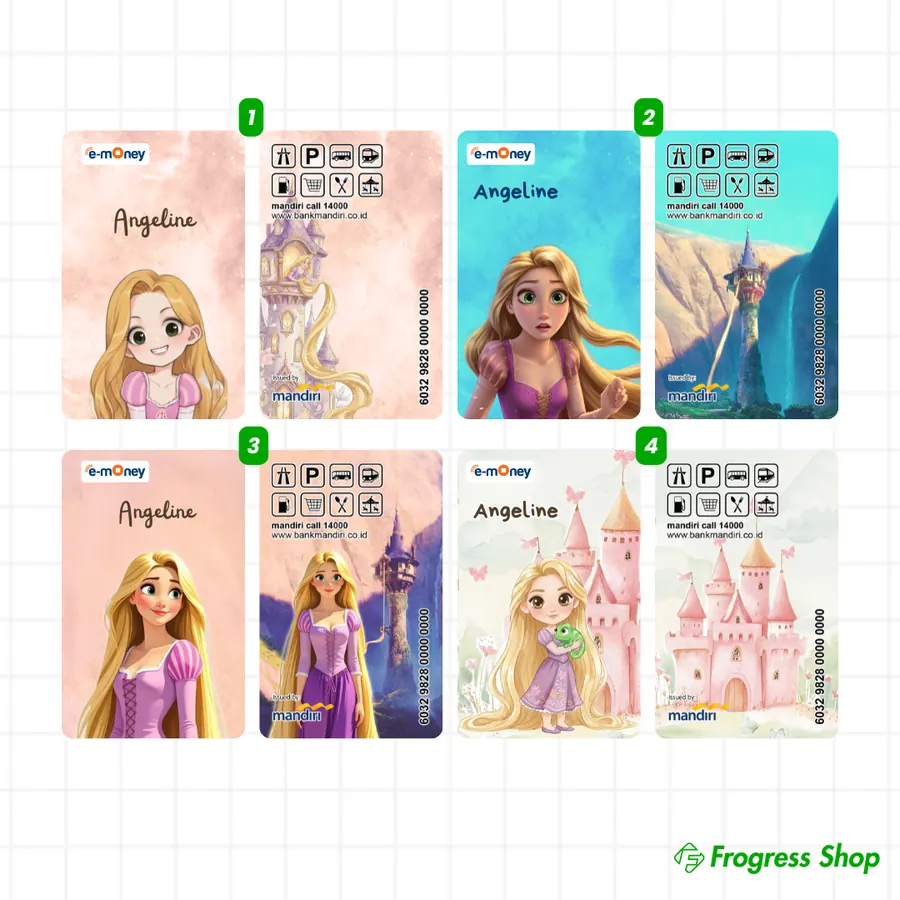 1
e-money
Angeline
P
mandiri call 14000
www.bankmandiri.co.id
6032 9828 0000 0000
Issued by
mandiri
2
e-money
Angeline
P
mandiri call 14000
www.bankmandiri.co.id
6032 9828 0000 0000
Issued by:
mandiri
3
e-money
Angeline
P
mandiri call 14000
www.bankmandiri.co.id
6032 9828 0000 0000
Issued by
mandiri
4
e-money
Angeline
P
mandiri call 14000
www.bankmandiri.co.id
6032 9828 0000 0000
Issued by:
mandiri
Frogress Shop